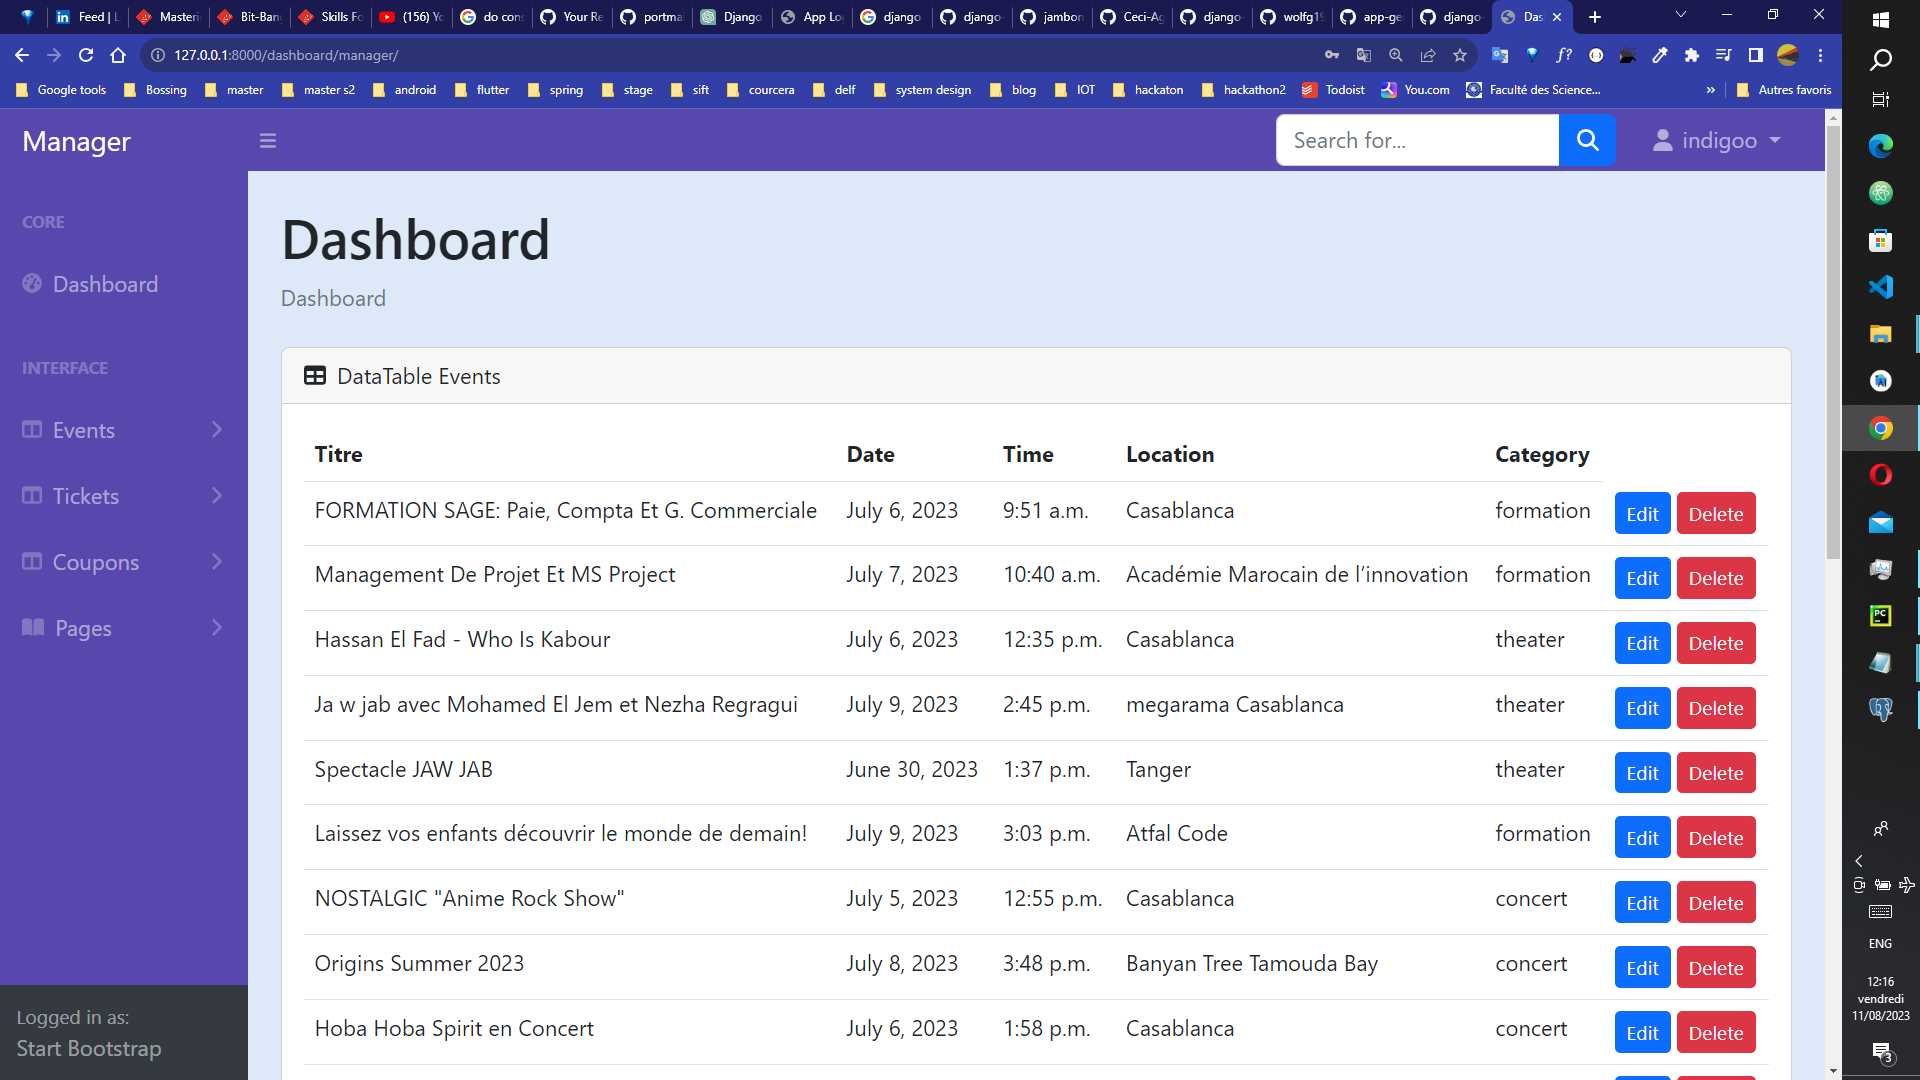 Feed | L
Masteri
Bit-Ban
Skills Fo
(156) Yo
do cons
Your Re
portma
Django
App Lo
django
django-
jambon
Ceci-Ag
django-
wolfg19
app-ge
django-
Das
127.0.0.1:8000/dashboard/manager/
Google tools Bossing master master s2 android flutter spring stage sift courcera delf system design blog IOT hackaton hackathon2 Todoist You.com Faculté des Science... » Autres favoris
Manager
Search for...
indigoo
CORE
Dashboard
INTERFACE
Events
Tickets
Coupons
Pages
Logged in as:
Start Bootstrap
Dashboard
Dashboard
DataTable Events
Titre Date Time Location Category
FORMATION SAGE: Paie, Compta Et G. Commerciale July 6, 2023 9:51 a.m. Casablanca formation Edit Delete
Management De Projet Et MS Project July 7, 2023 10:40 a.m. Académie Marocain de l’innovation formation Edit Delete
Hassan El Fad - Who Is Kabour July 6, 2023 12:35 p.m. Casablanca theater Edit Delete
Ja w jab avec Mohamed El Jem et Nezha Regragui July 9, 2023 2:45 p.m. megarama Casablanca theater Edit Delete
Spectacle JAW JAB June 30, 2023 1:37 p.m. Tanger theater Edit Delete
Laissez vos enfants découvrir le monde de demain! July 9, 2023 3:03 p.m. Atfal Code formation Edit Delete
NOSTALGIC "Anime Rock Show" July 5, 2023 12:55 p.m. Casablanca concert Edit Delete
Origins Summer 2023 July 8, 2023 3:48 p.m. Banyan Tree Tamouda Bay concert Edit Delete
Hoba Hoba Spirit en Concert July 6, 2023 1:58 p.m. Casablanca concert Edit Delete
ENG
12:16
vendredi
11/08/2023
3